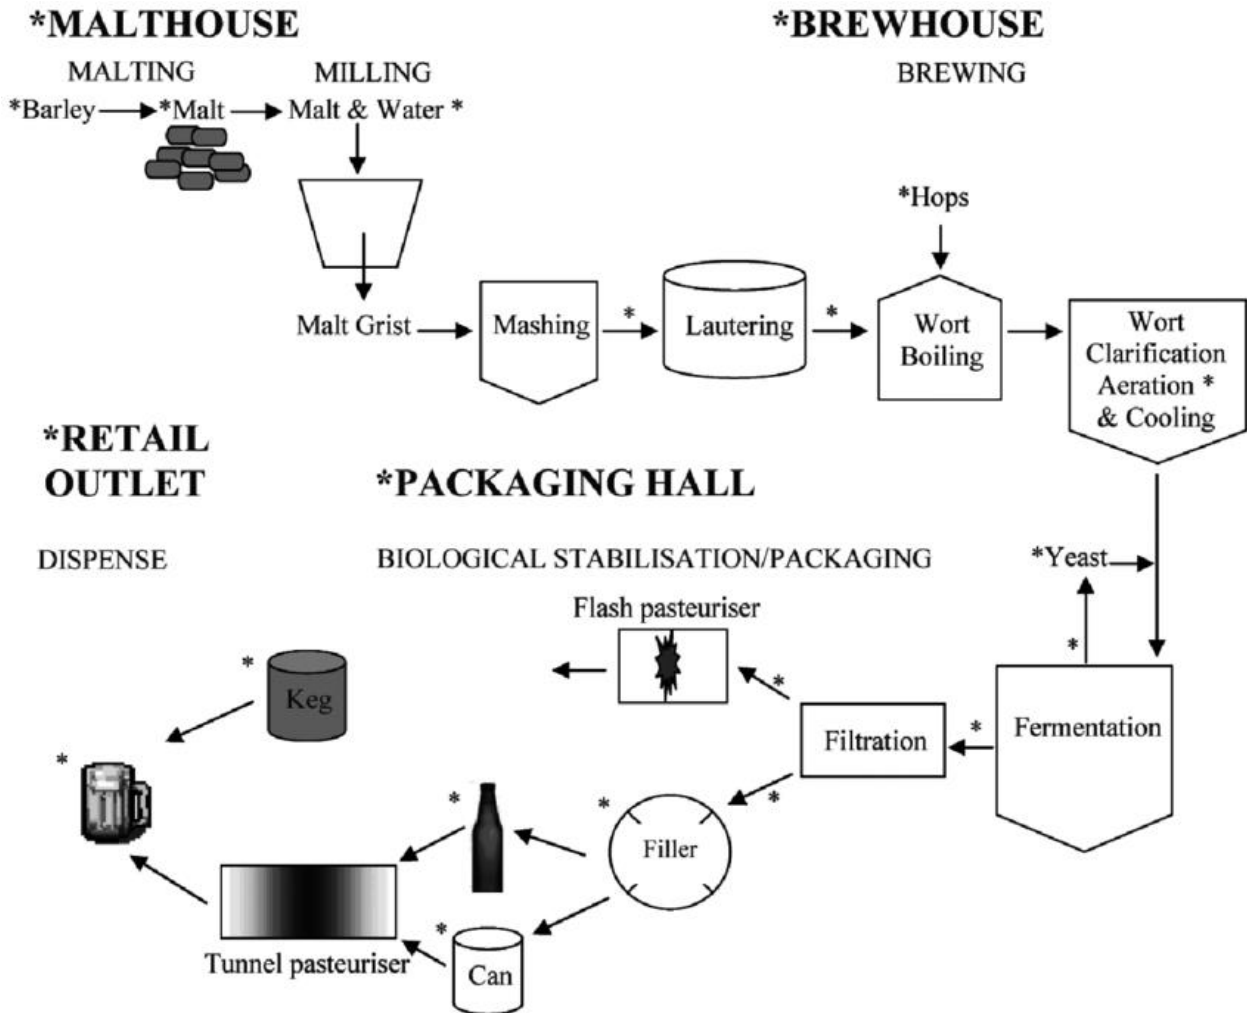 *MALTHOUSE
*BREWHOUSE
MALTING
MILLING
BREWING
*Barley
*Malt
Malt & Water *
*Hops
Malt Grist
Mashing
*
Lautering
*
Wort
Boiling
Wort
Clarification
Aeration *
& Cooling
*RETAIL
OUTLET
*PACKAGING HALL
DISPENSE
BIOLOGICAL STABILISATION/PACKAGING
*Yeast
*
Flash pasteuriser
*
Keg
*
Filtration
*
Fermentation
*
*
*
*
Filler
*
Can
Tunnel pasteuriser
*